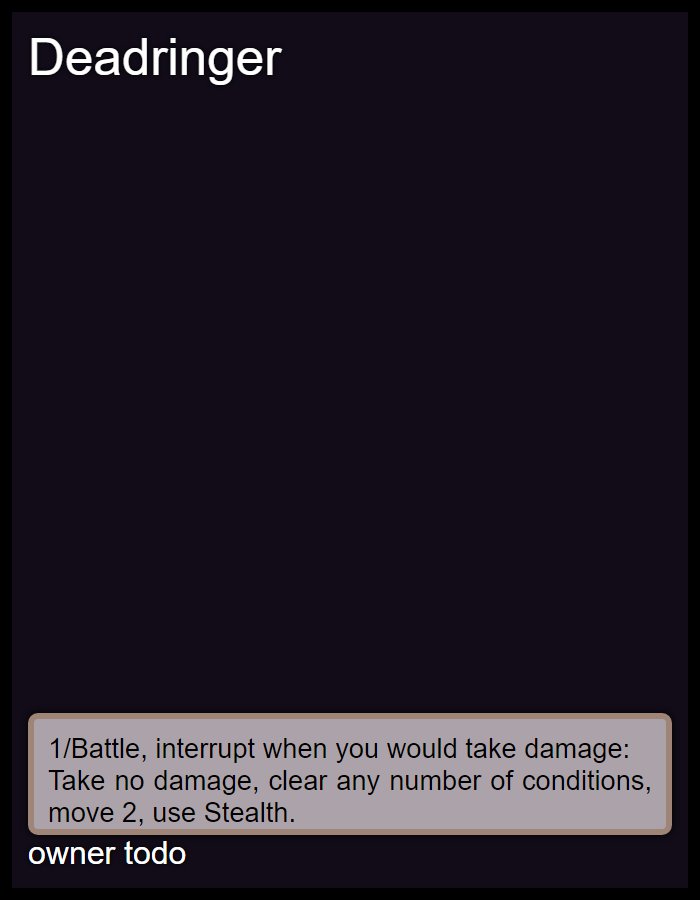 Deadringer
1/Battle, interrupt when you would take damage:
Take no damage, clear any number of conditions,
move 2, use Stealth.
owner todo